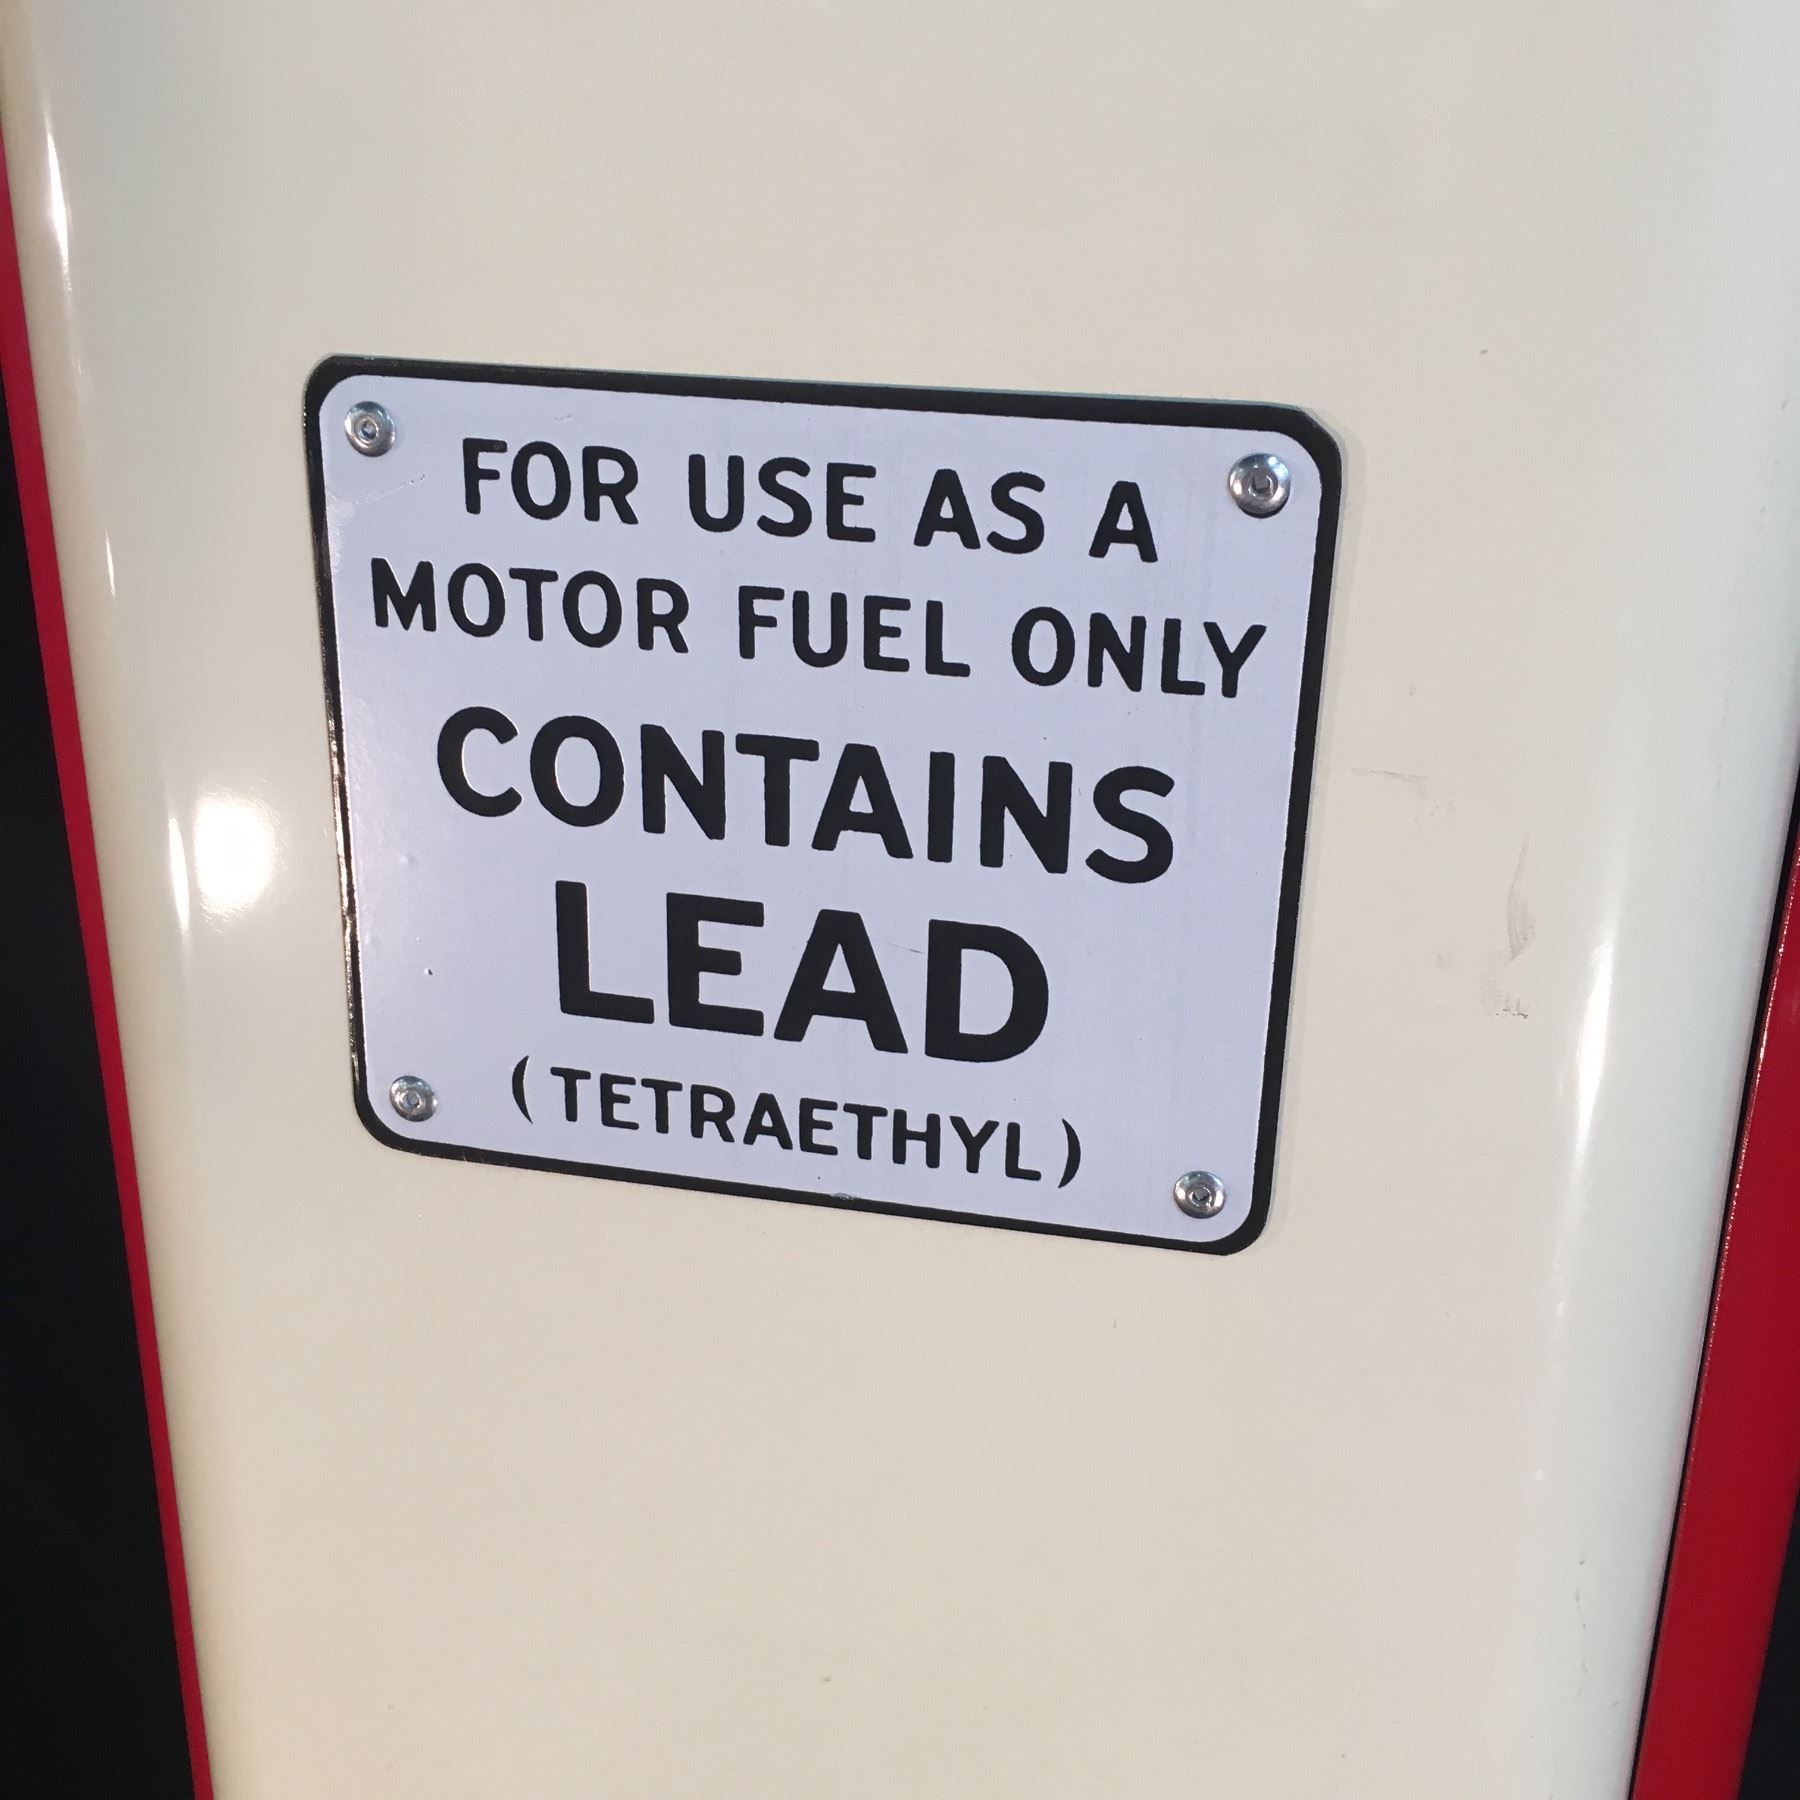 FOR USE AS A
MOTOR FUEL ONLY
CONTAINS
LEAD
(TETRAETHYL)